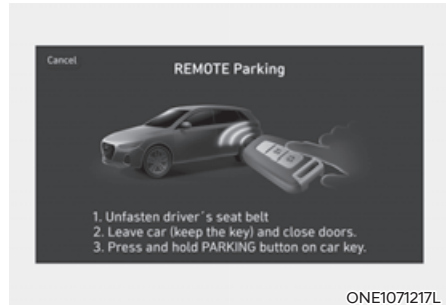 Cancel
REMOTE Parking
1. Unfasten driver´s seat belt
2. Leave car (keep the key) and close doors.
3. Press and hold PARKING button on car key.
ONE1071217L